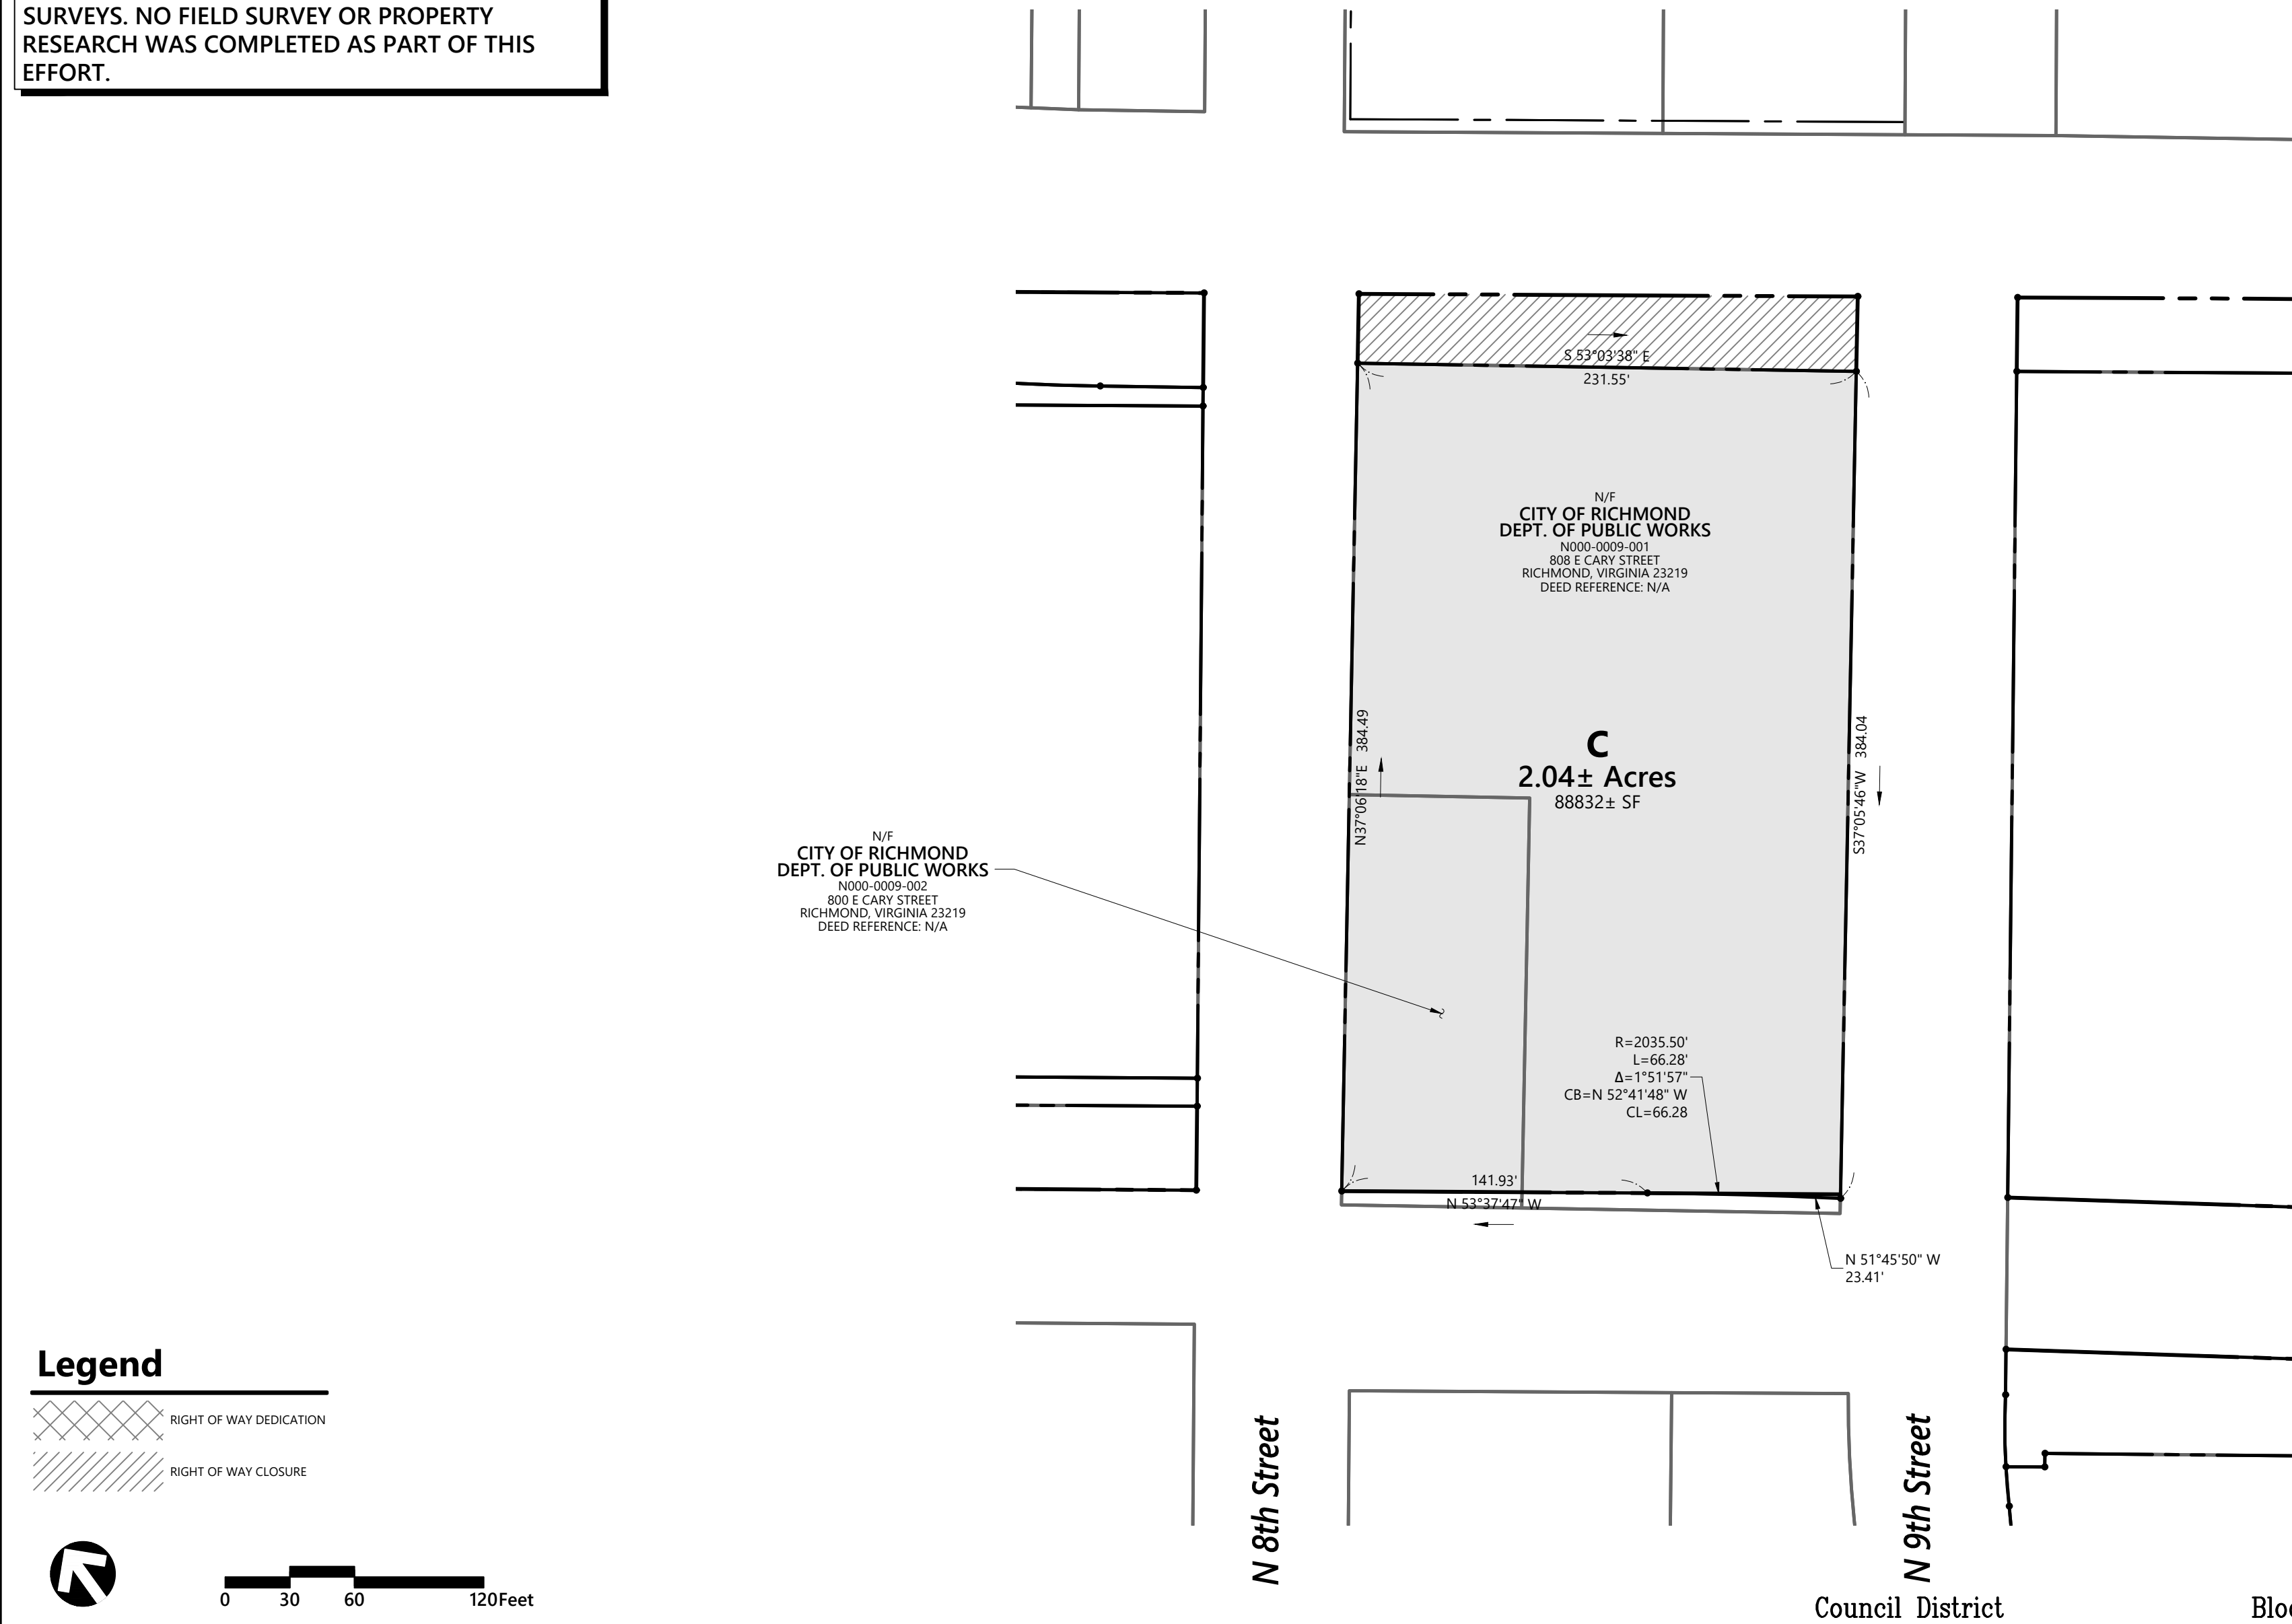 SURVEYS. NO FIELD SURVEY OR PROPERTY
RESEARCH WAS COMPLETED AS PART OF THIS
EFFORT.
S 53°03'38" E
231.55'
N/F
CITY OF RICHMOND
DEPT. OF PUBLIC WORKS
N000-0009-001
808 E CARY STREET
RICHMOND, VIRGINIA 23219
DEED REFERENCE: N/A
N37°06'18"E 384.49
S37°05'46"W 384.04
C
2.04± Acres
88832± SF
N/F
CITY OF RICHMOND
DEPT. OF PUBLIC WORKS
N000-0009-002
800 E CARY STREET
RICHMOND, VIRGINIA 23219
DEED REFERENCE: N/A
R=2035.50'
L=66.28'
Δ=1°51'57"
CB=N 52°41'48" W
CL=66.28
141.93'
N 53°37'47" W
N 51°45'50" W
23.41'
Legend
RIGHT OF WAY DEDICATION
RIGHT OF WAY CLOSURE
N 8th Street
N 9th Street
0 30 60 120Feet
Council District